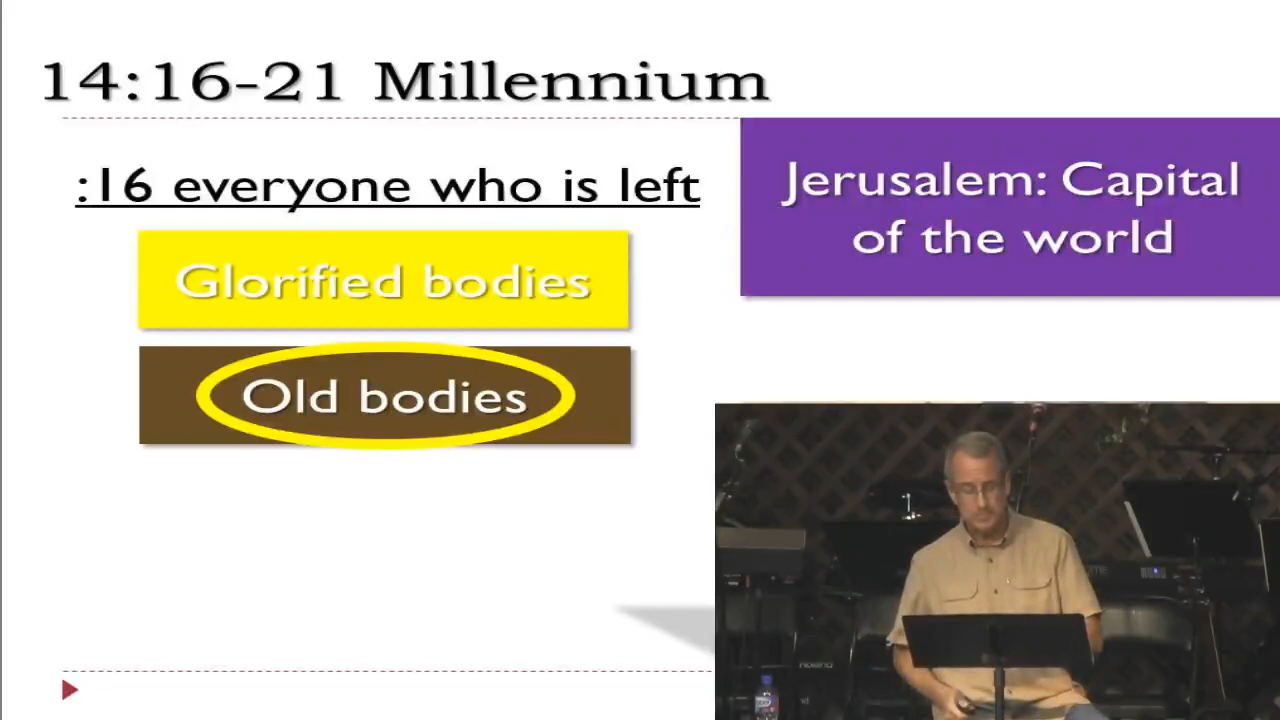 14:16-21 Millennium
:16 everyone who is left
Jerusalem: Capital
of the world
Glorified bodies
Old bodies